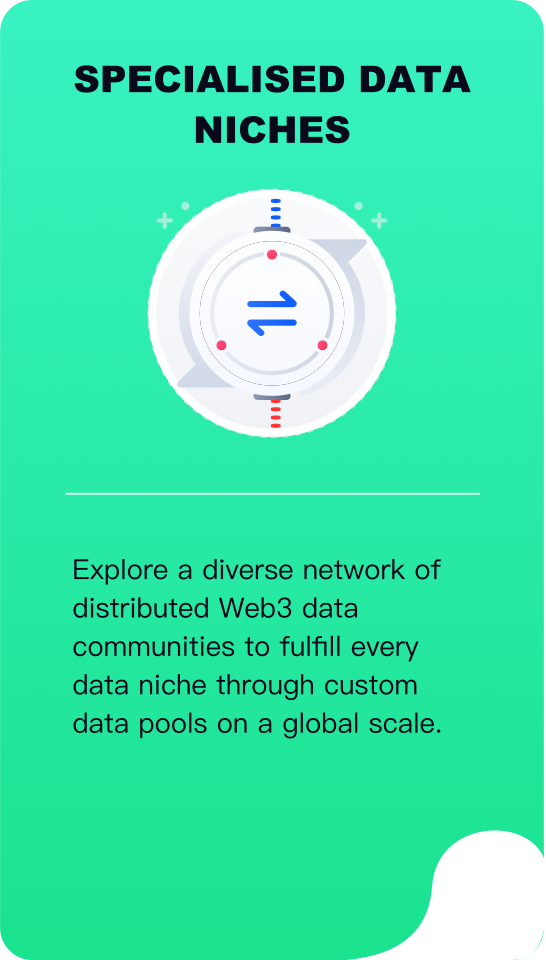 SPECIALISED DATA
NICHES
Explore a diverse network of
distributed Web3 data
communities to fulfill every
data niche through custom
data pools on a global scale.